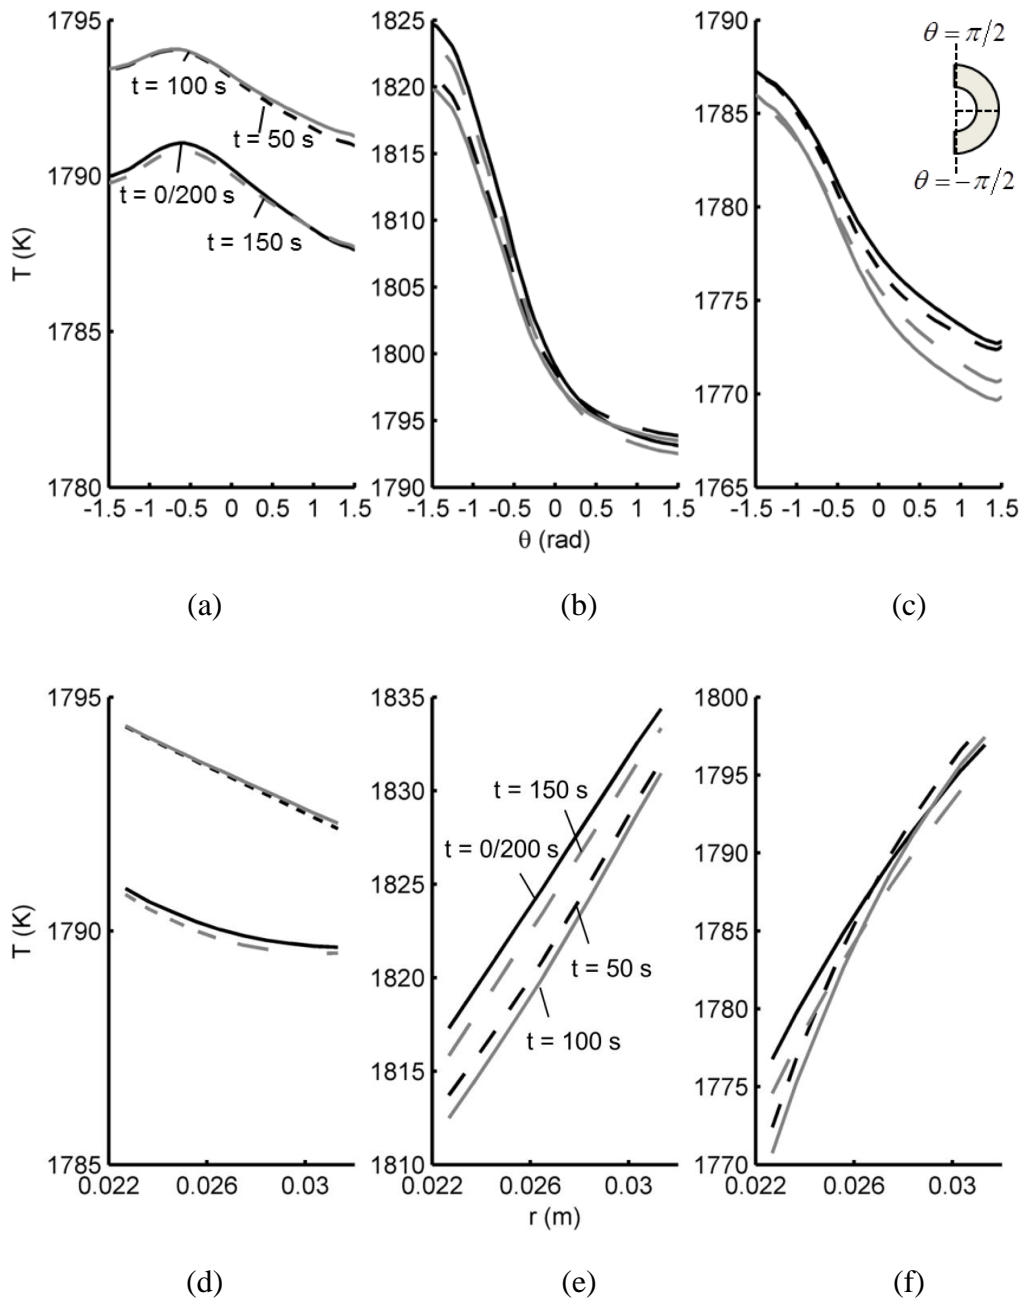 1795
1790
1785
1780
T (K)
t = 100 s
t = 50 s
t = 0/200 s
t = 150 s
-1.5 -1 -0.5 0 0.5 1 1.5
1825
1820
1815
1810
1805
1800
1795
1790
-1.5 -1 -0.5 0 0.5 1 1.5
θ (rad)
1790
1785
1780
1775
1770
1765
-1.5 -1 -0.5 0 0.5 1 1.5
θ = π/2
θ = −π/2
(a) (b) (c)
1795
1790
1785
T (K)
0.022 0.026 0.03
1835
1830
1825
1820
1815
1810
t = 150 s
t = 0/200 s
t = 50 s
t = 100 s
0.022 0.026 0.03
r (m)
1800
1795
1790
1785
1780
1775
1770
0.022 0.026 0.03
(d) (e) (f)